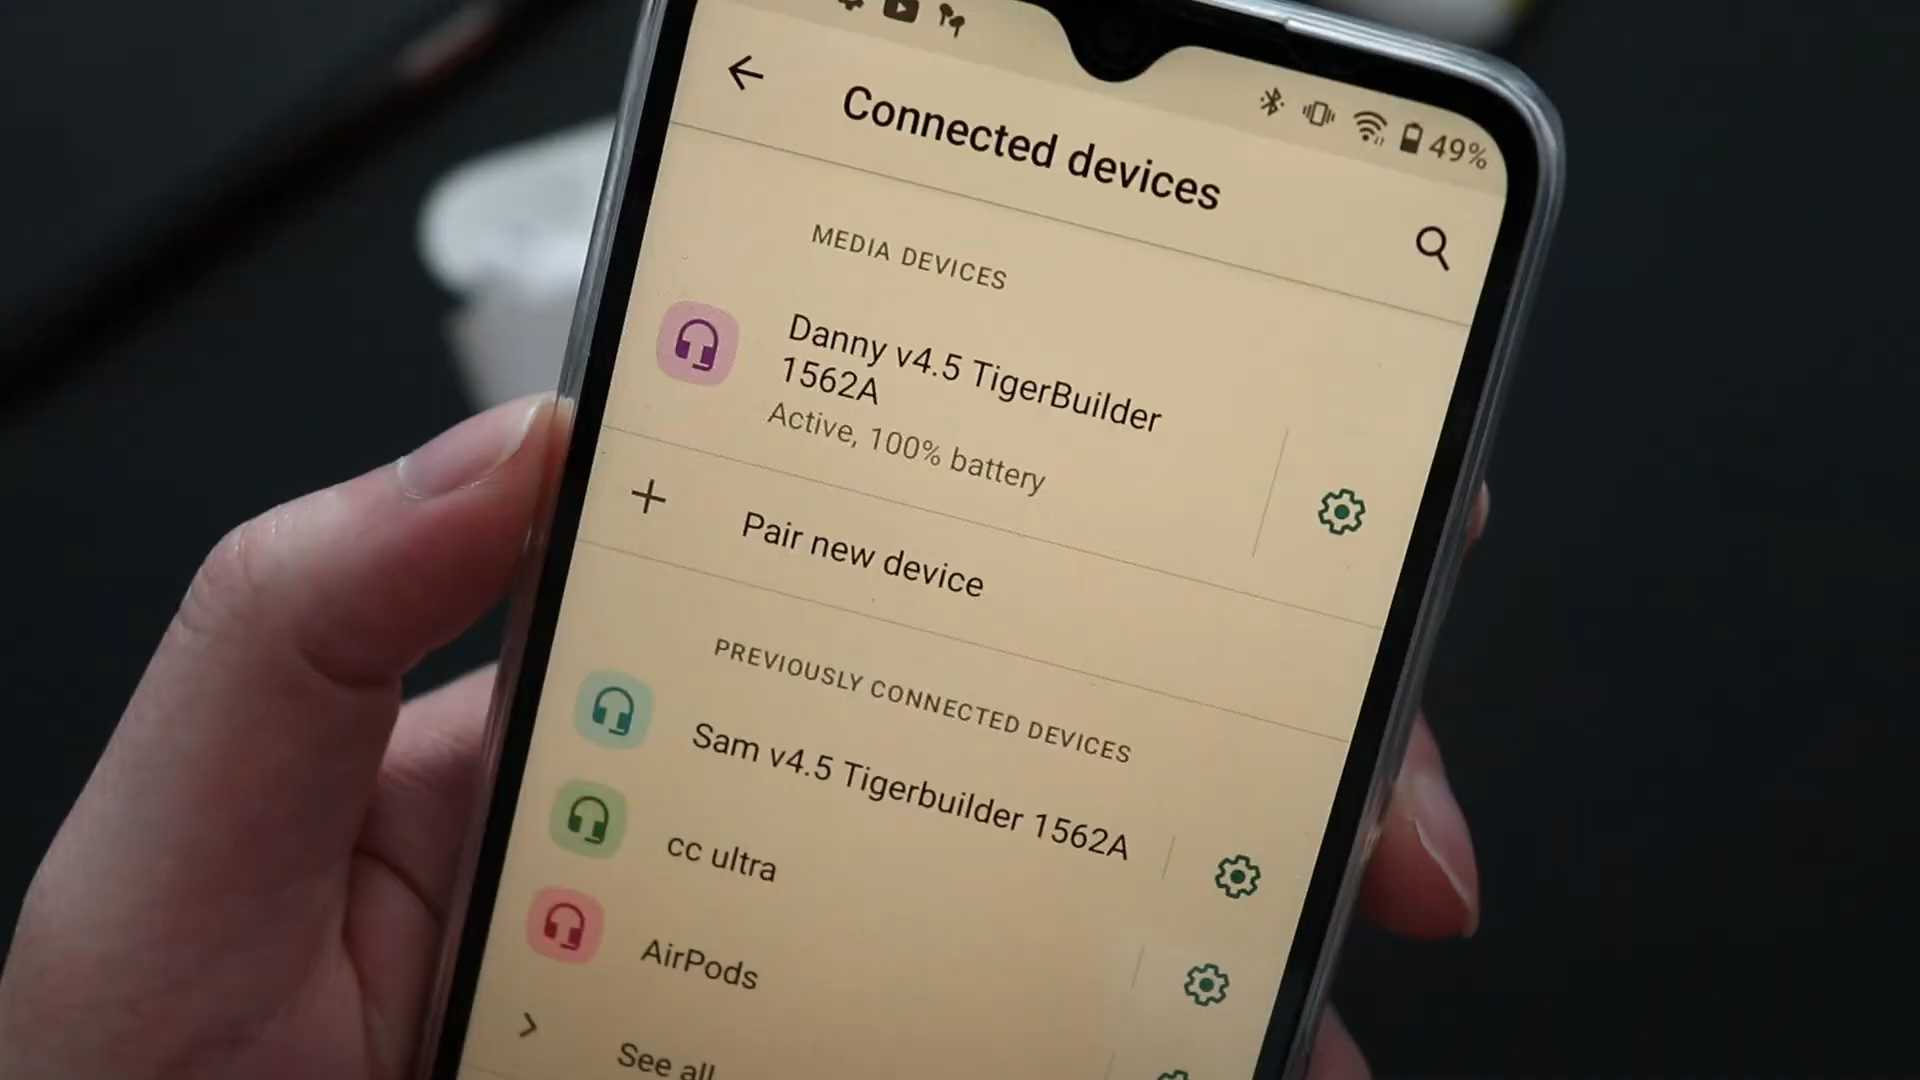 49%
Connected devices
MEDIA DEVICES
Danny v4.5 TigerBuilder
1562A
Active, 100% battery
Pair new device
PREVIOUSLY CONNECTED DEVICES
Sam v4.5 Tigerbuilder 1562A
cc ultra
AirPods
See all